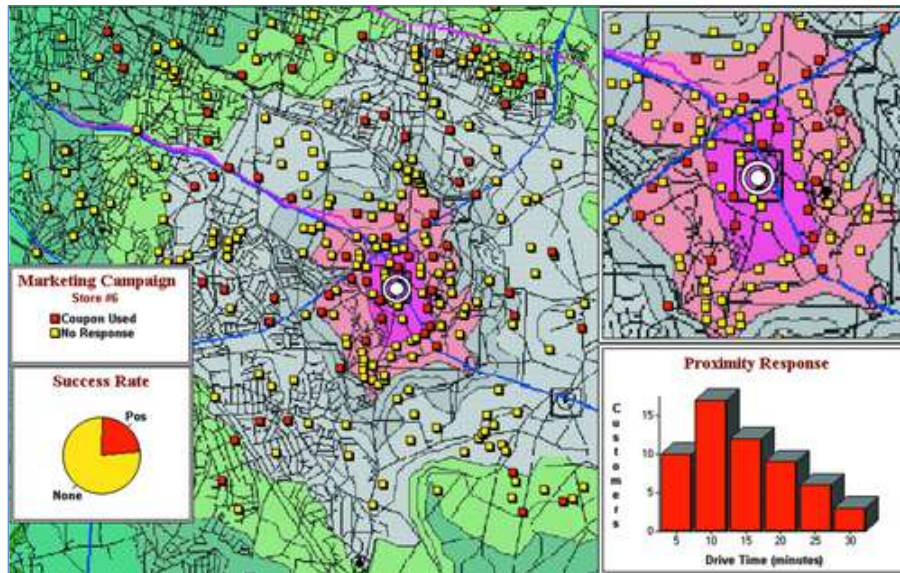 Marketing Campaign
Store #6
Coupon Used
No Response
Success Rate
Pos
None
Proximity Response
Customers
15
10
5
0
5 10 15 20 25 30
Drive Time (minutes)